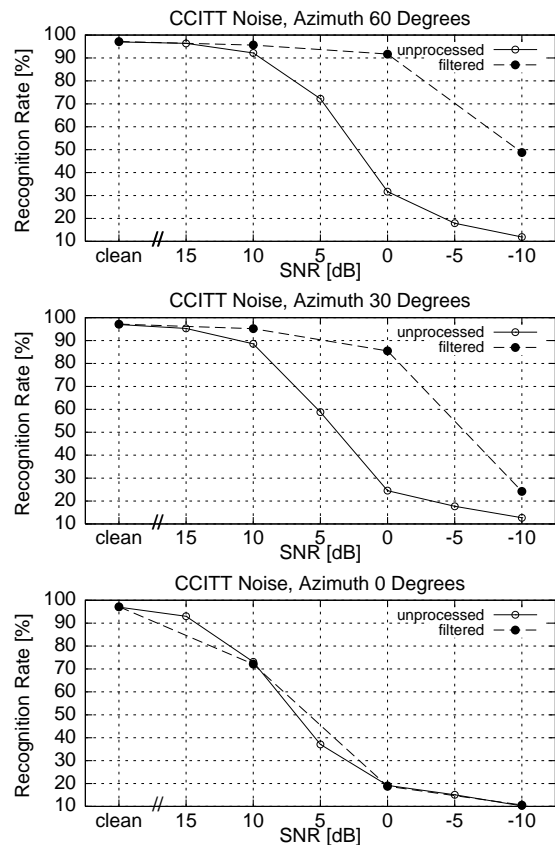 CCITT Noise, Azimuth 60 Degrees
Recognition Rate [%]
100
90
80
70
60
50
40
30
20
10
unprocessed
filtered
clean // 15 10 5 0 -5 -10
SNR [dB]
CCITT Noise, Azimuth 30 Degrees
Recognition Rate [%]
100
90
80
70
60
50
40
30
20
10
unprocessed
filtered
clean // 15 10 5 0 -5 -10
SNR [dB]
CCITT Noise, Azimuth 0 Degrees
Recognition Rate [%]
100
90
80
70
60
50
40
30
20
10
unprocessed
filtered
clean // 15 10 5 0 -5 -10
SNR [dB]